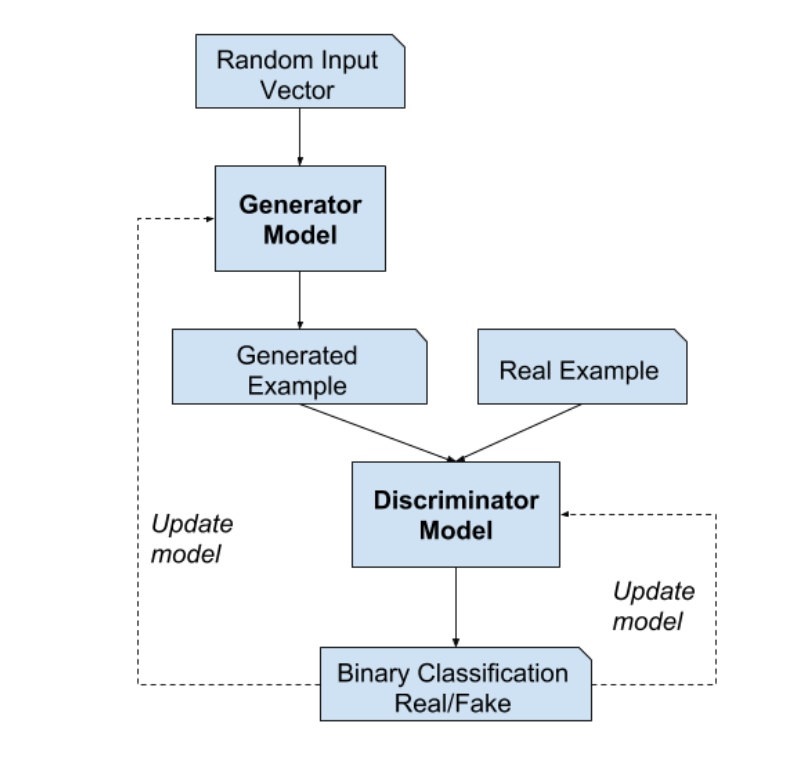 Random Input
Vector
Generator
Model
Generated
Example
Real Example
Discriminator
Model
Update
model
Update
model
Binary Classification
Real/Fake